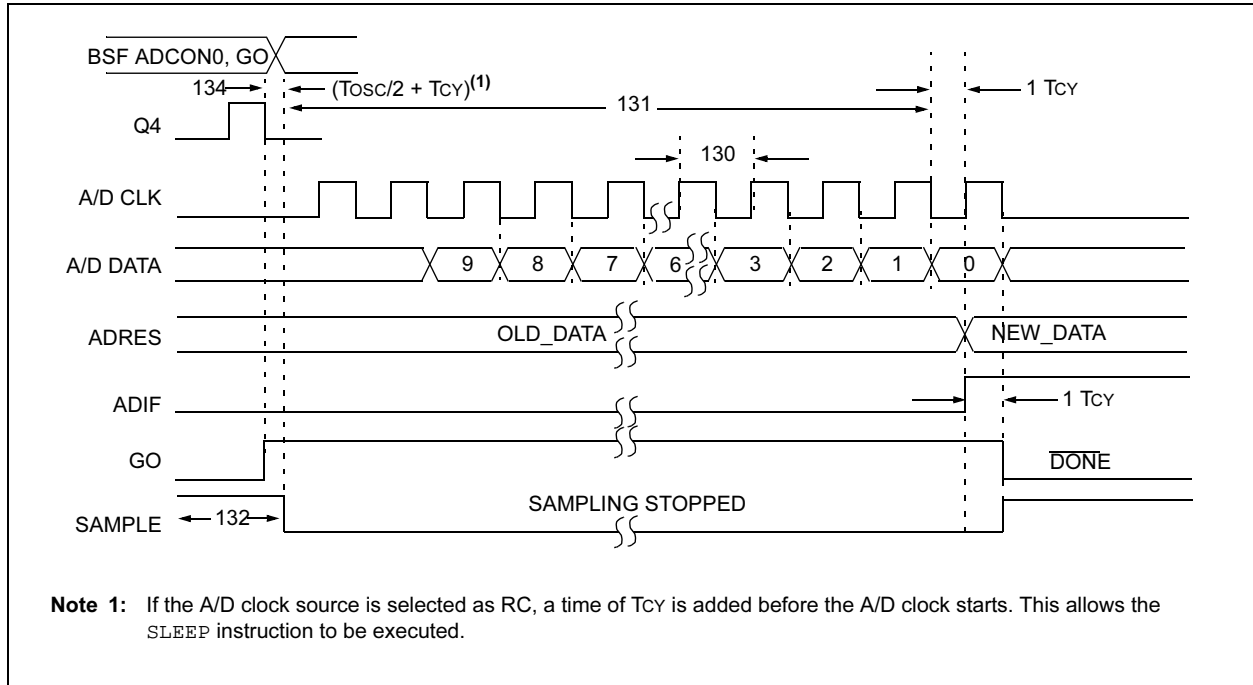 BSF ADCON0, GO
134
(TOSC/2 + TCY)(1)
131
1 TCY
Q4
130
A/D CLK
A/D DATA
9 8 7 6 3 2 1 0
ADRES
OLD_DATA
NEW_DATA
ADIF
1 TCY
GO
DONE
SAMPLE
132
SAMPLING STOPPED
Note 1: If the A/D clock source is selected as RC, a time of TCY is added before the A/D clock starts. This allows the
SLEEP instruction to be executed.